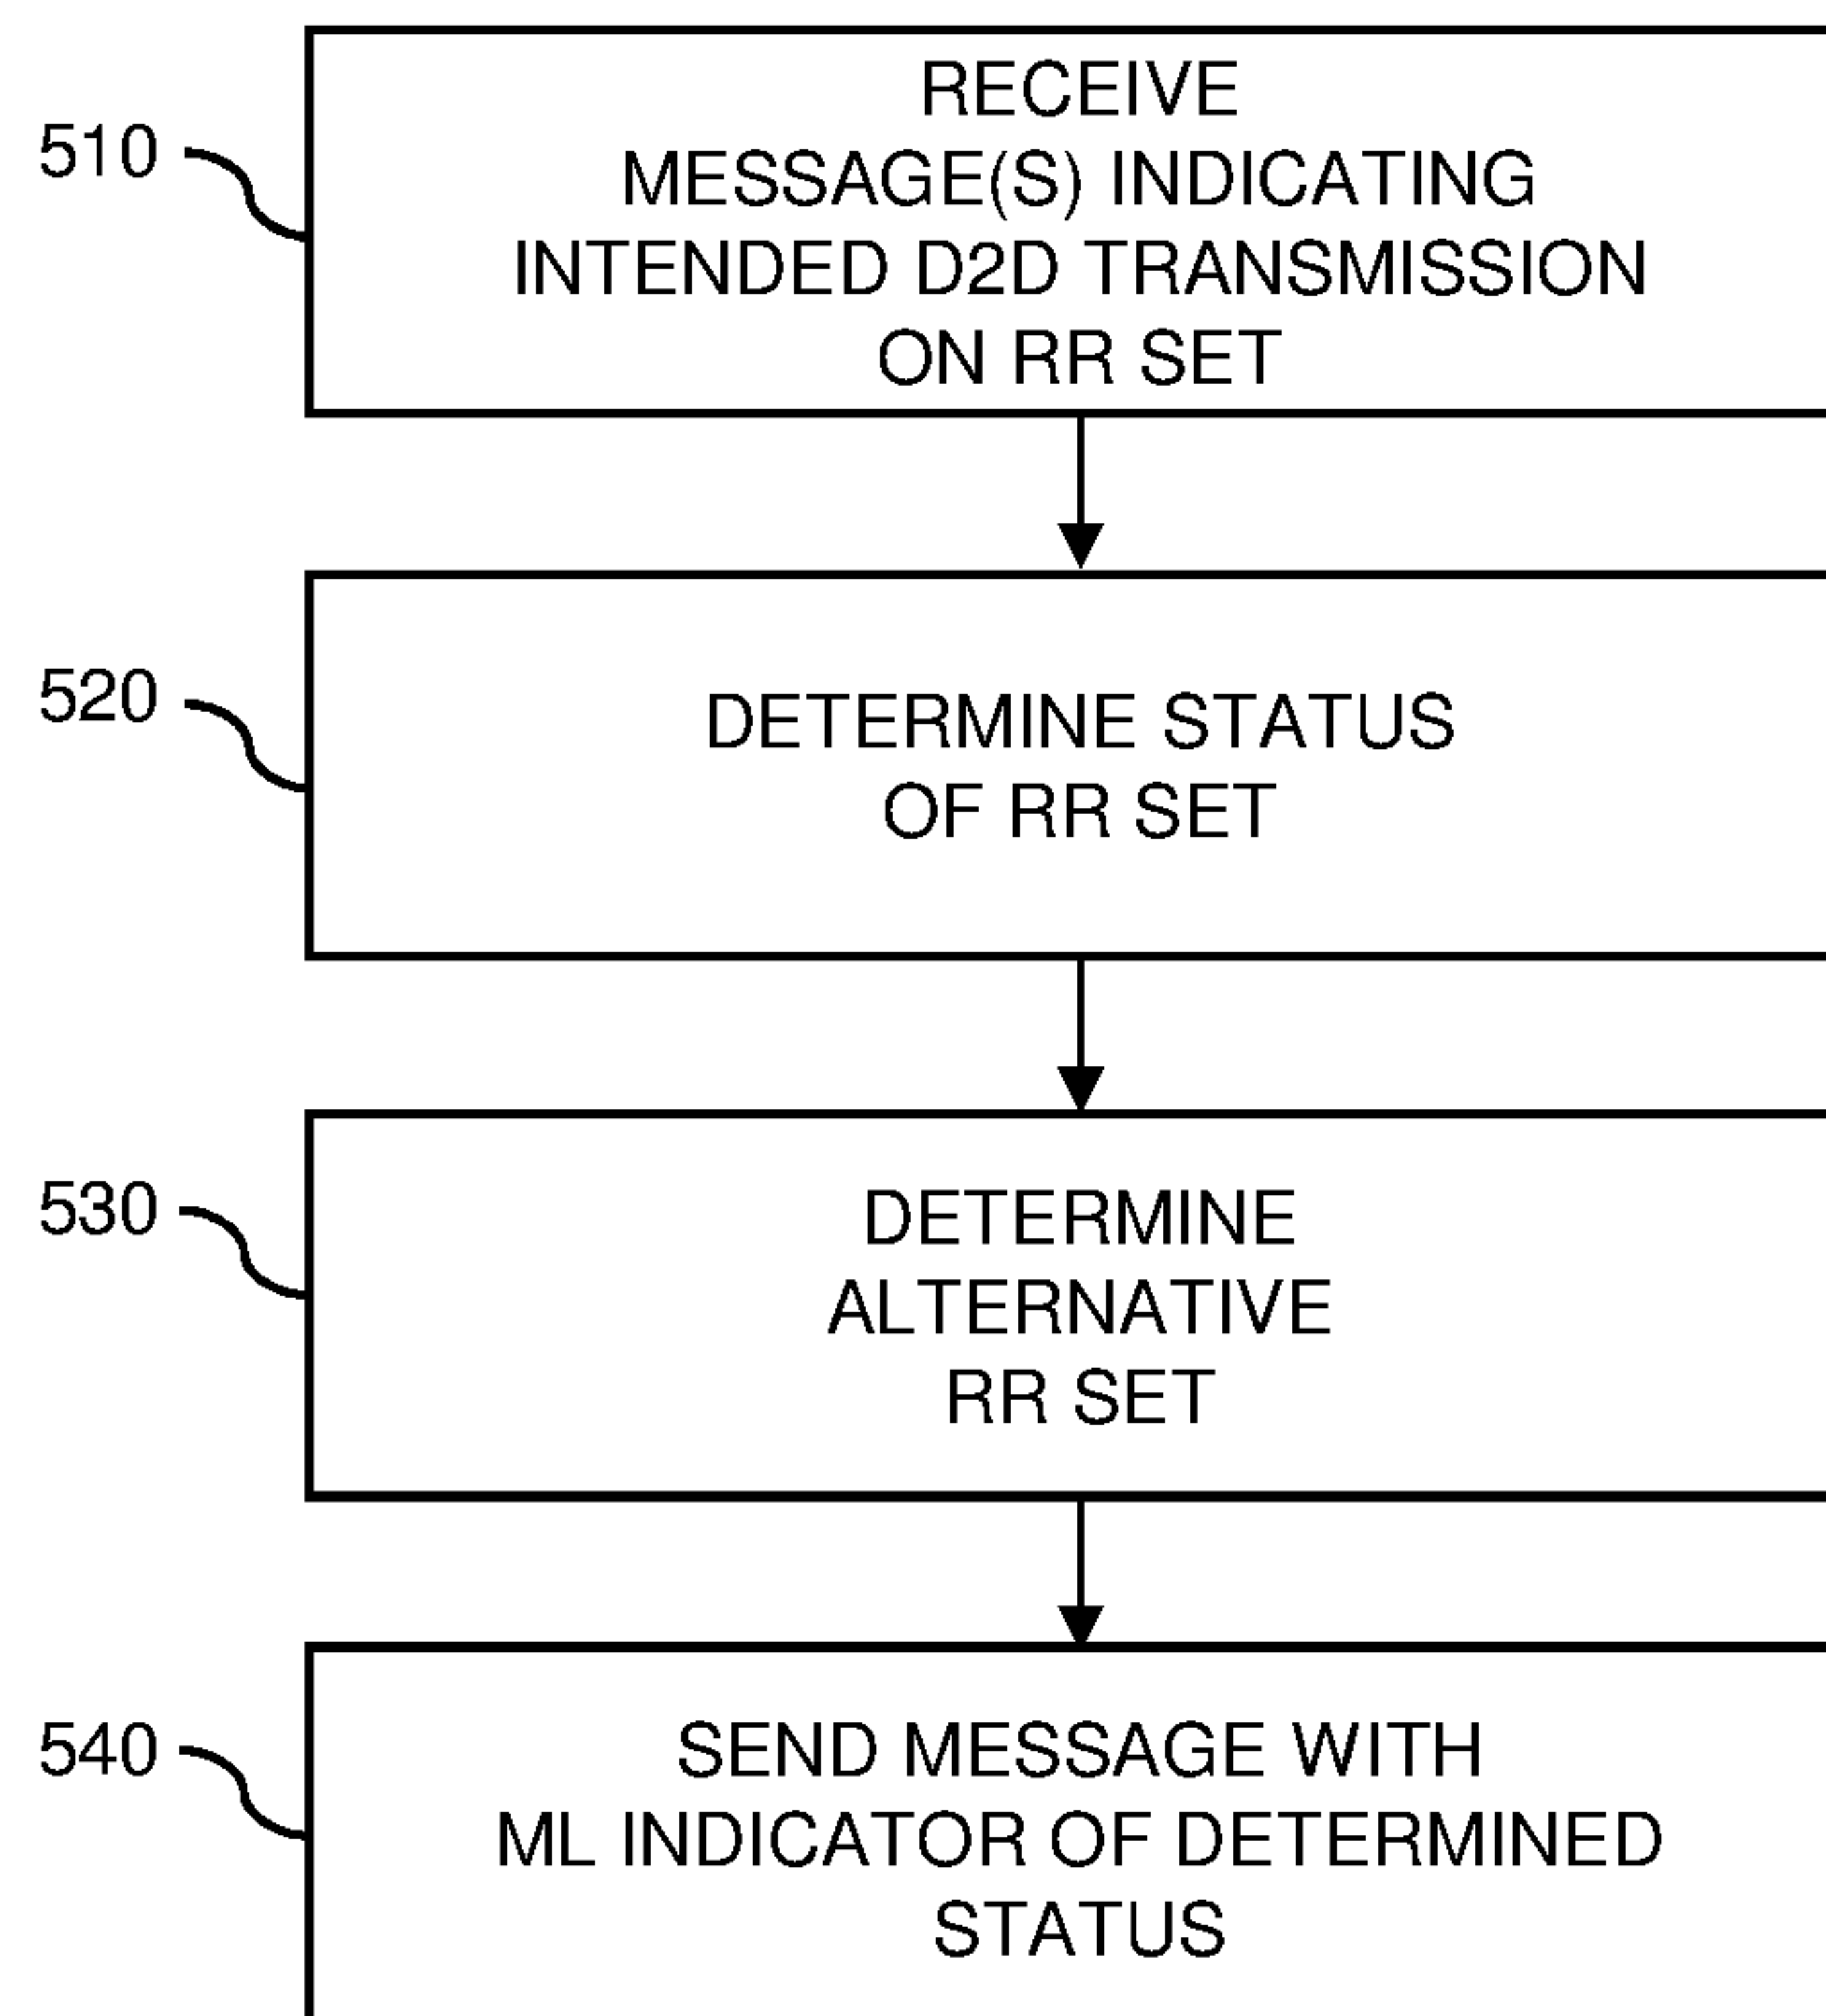 510
RECEIVE
MESSAGE(S) INDICATING
INTENDED D2D TRANSMISSION
ON RR SET
520
DETERMINE STATUS
OF RR SET
530
DETERMINE
ALTERNATIVE
RR SET
540
SEND MESSAGE WITH
ML INDICATOR OF DETERMINED
STATUS